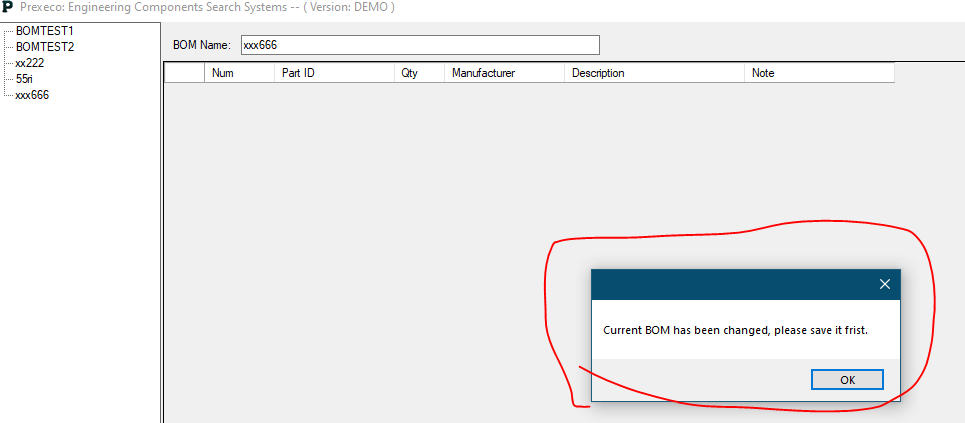 P Prexeco: Engineering Components Search Systems -- ( Version: DEMO )
BOMTEST1
BOMTEST2
xx222
55ri
xxx666
BOM Name: xxx666
Num Part ID Qty Manufacturer Description Note
Current BOM has been changed, please save it frist.
OK